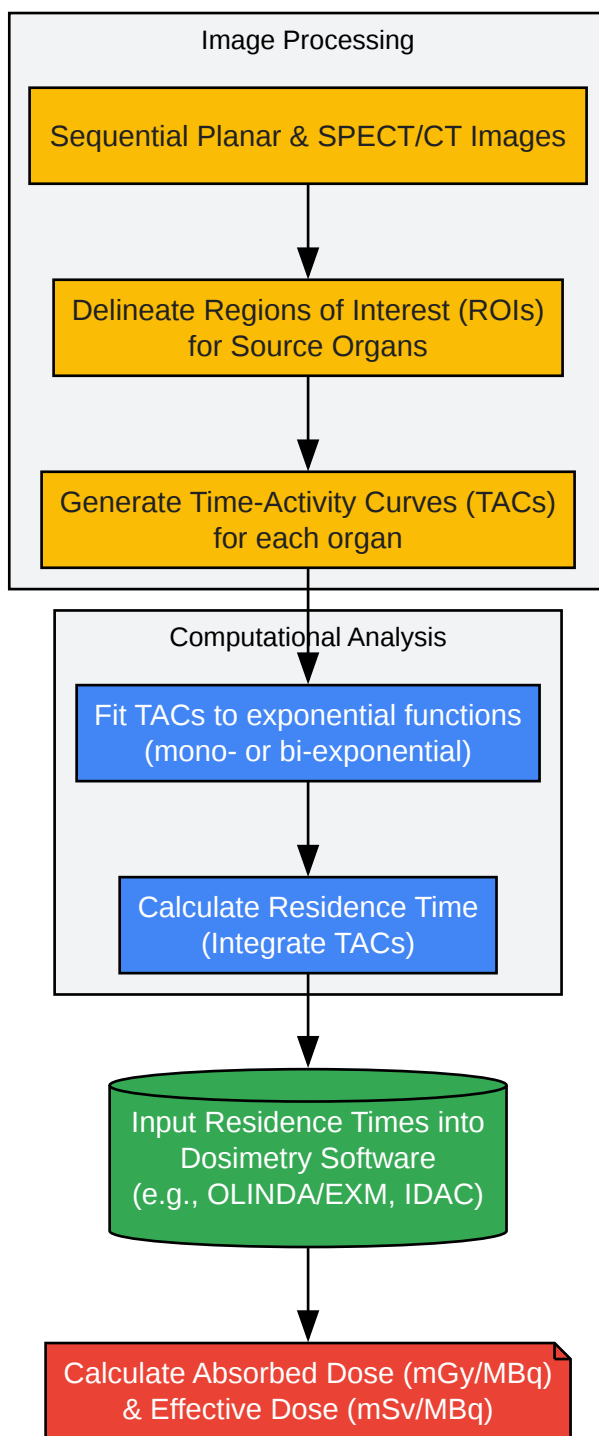 Image Processing
Sequential Planar & SPECT/CT Images
Delineate Regions of Interest (ROIs)
for Source Organs
Generate Time-Activity Curves (TACs)
for each organ
Computational Analysis
Fit TACs to exponential functions
(mono- or bi-exponential)
Calculate Residence Time
(Integrate TACs)
Input Residence Times into
Dosimetry Software
(e.g., OLINDA/EXM, IDAC)
Calculate Absorbed Dose (mGy/MBq)
& Effective Dose (mSv/MBq)